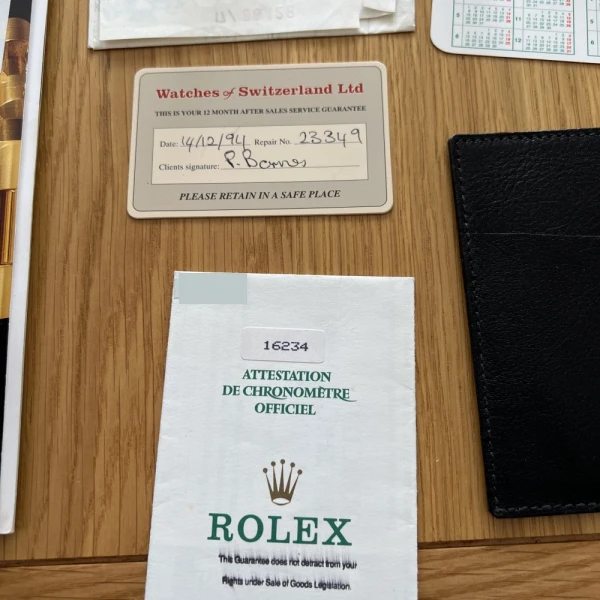 Watches of Switzerland Ltd
THIS IS YOUR 12 MONTH AFTER SALES SERVICE GUARANTEE
Date: 14/12/94 Repair No. 23349
Clients signature: P. Barnes
PLEASE RETAIN IN A SAFE PLACE
16234
ATTESTATION
DE CHRONOMÈTRE
OFFICIEL
ROLEX
This Guarantee does not detract from your
Rights under Sale of Goods Legislation.